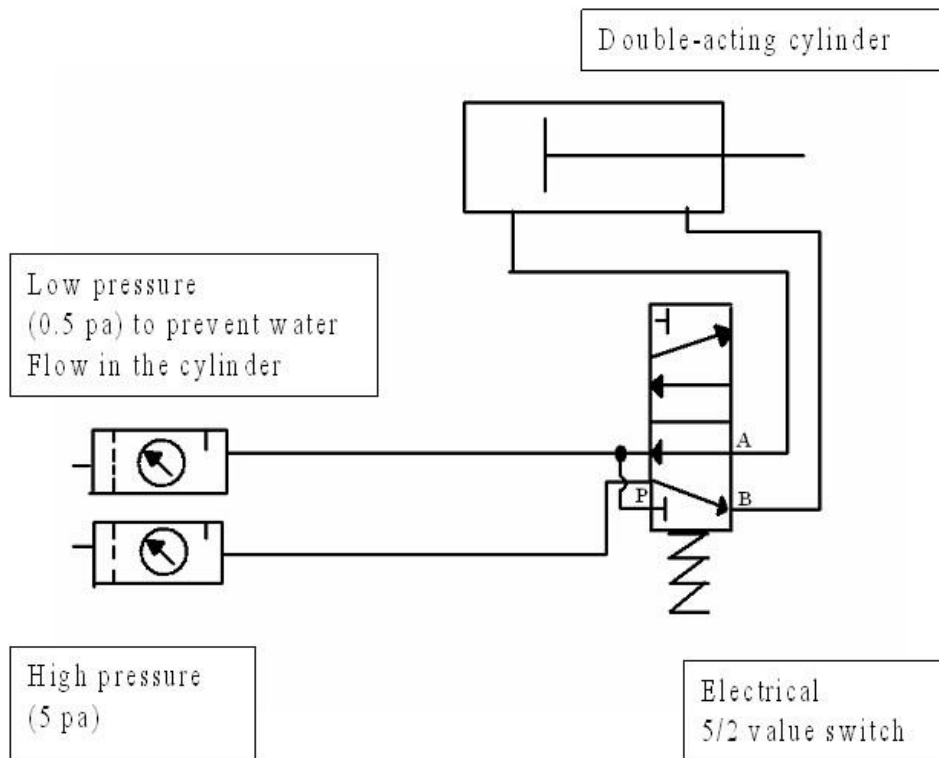 Double-acting cylinder
Low pressure
(0.5 pa) to prevent water
Flow in the cylinder
A
P
B
High pressure
(5 pa)
Electrical
5/2 value switch